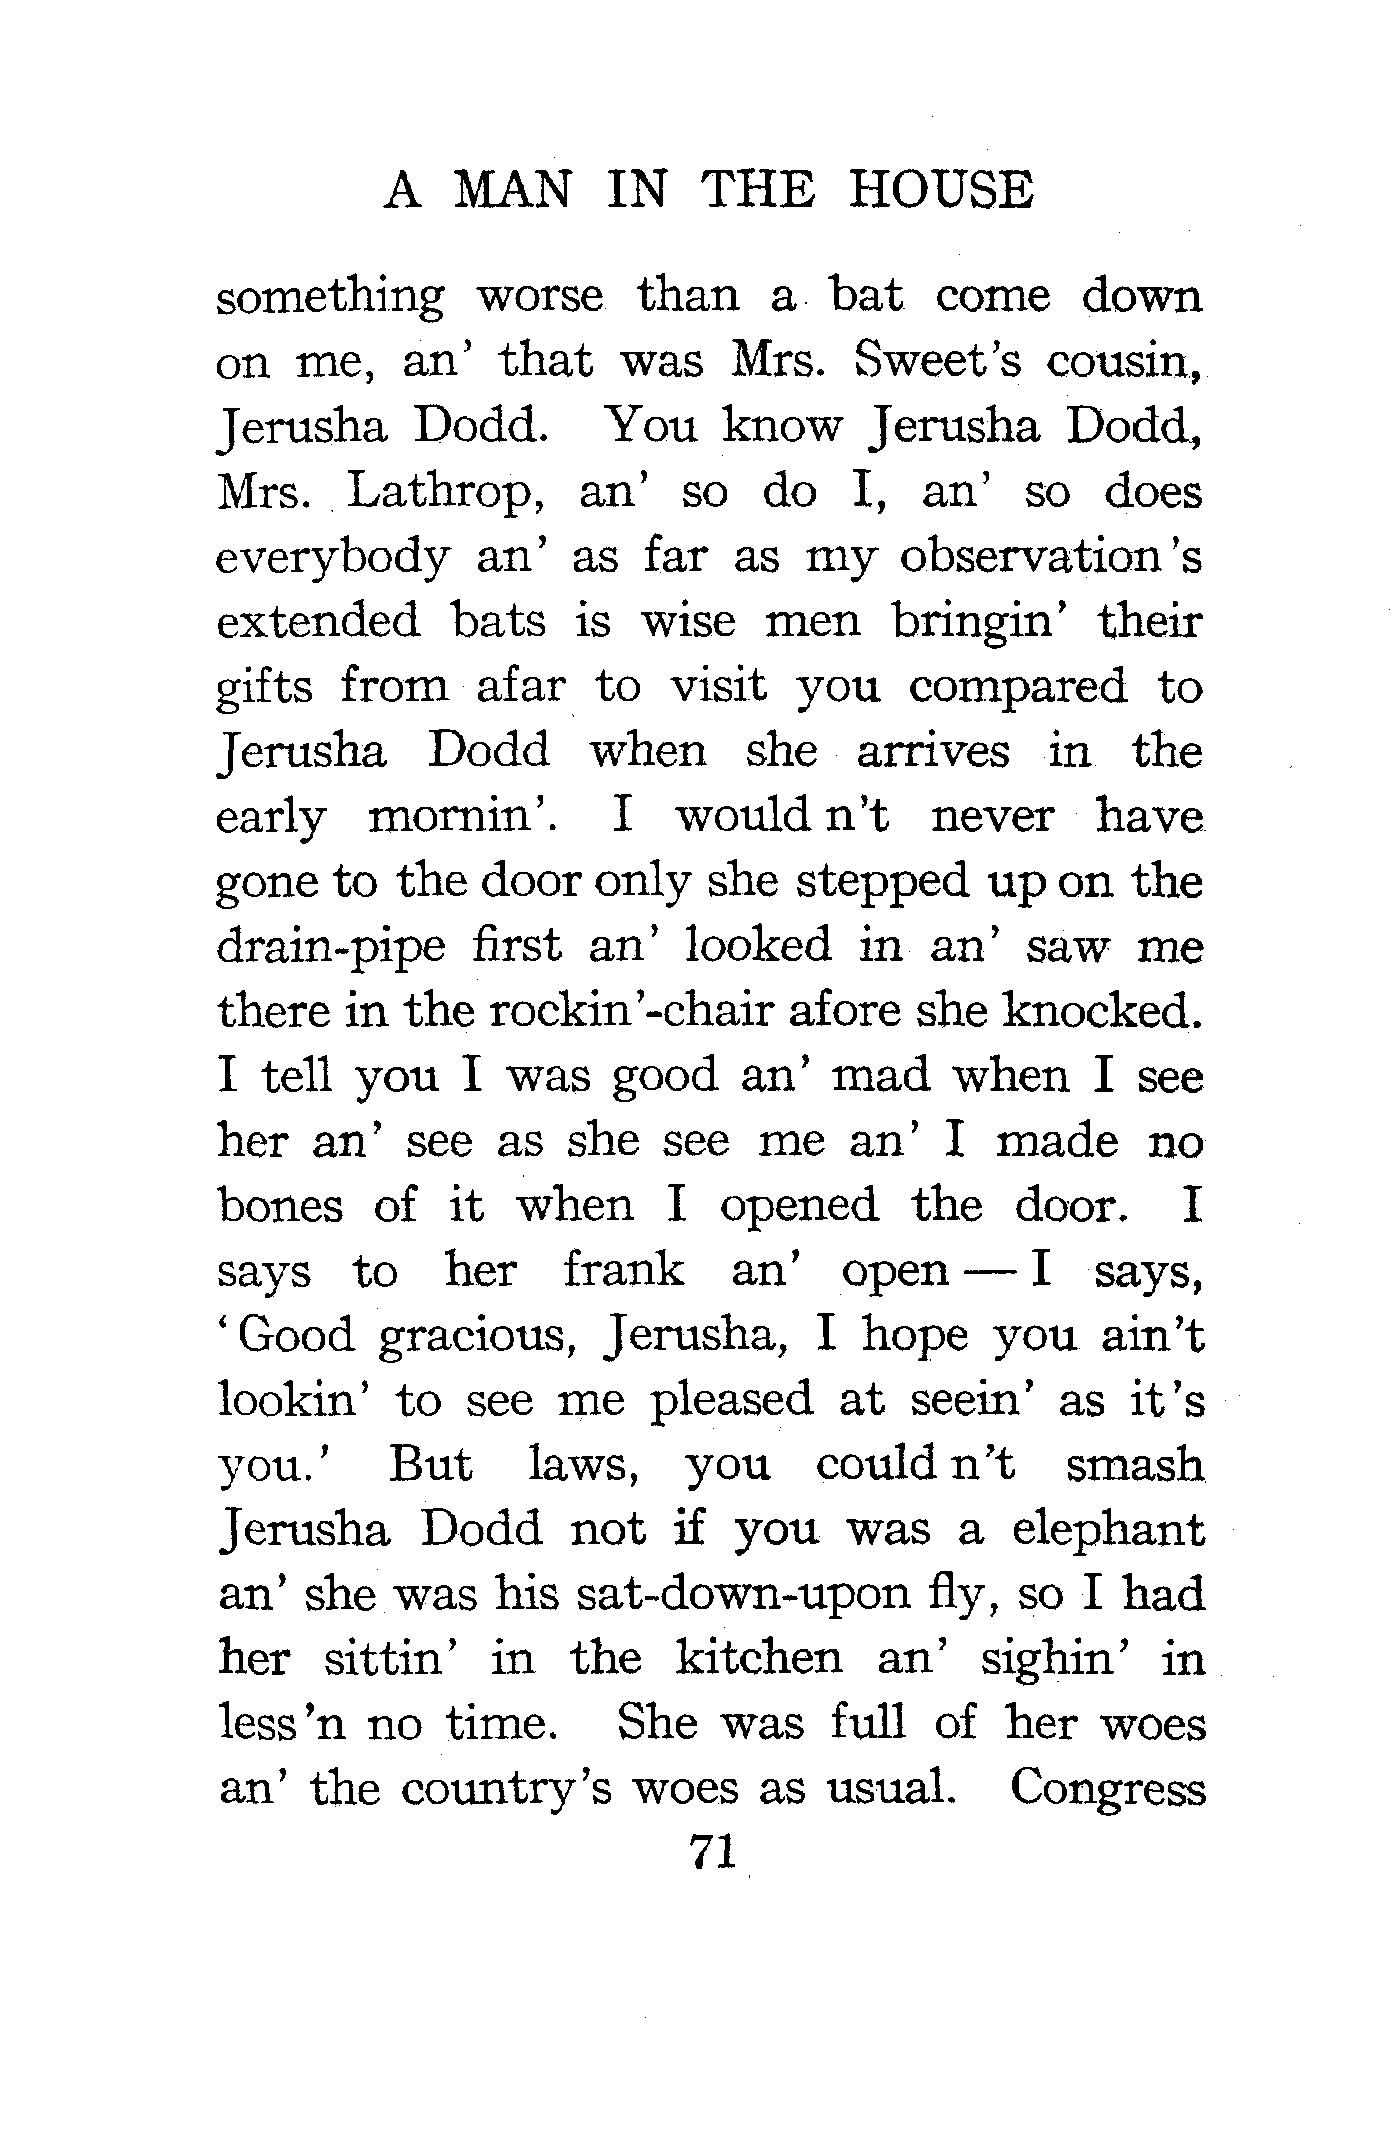 A MAN IN THE HOUSE
something worse than a bat come down
on me, an' that was Mrs. Sweet's cousin,
Jerusha Dodd. You know Jerusha Dodd,
Mrs. Lathrop, an' so do I, an' so does
everybody an' as far as my observation 's
extended bats is wise men bringin' their
gifts from afar to visit you compared to
Jerusha Dodd when she arrives in the
early mornin'. I would n't never have
gone to the door only she stepped up on the
drain-pipe first an' looked in an' saw me
there in the rockin'-chair afore she knocked.
I tell you I was good an' mad when I see
her an' see as she see me an' I made no
bones of it when I opened the door. I
says to her frank an' open — I says,
'Good gracious, Jerusha, I hope you ain't
lookin' to see me pleased at seein' as it 's
you.' But laws, you could n't smash
Jerusha Dodd not if you was a elephant
an' she was his sat-down-upon fly, so I had
her sittin' in the kitchen an' sighin' in
less 'n no time. She was full of her woes
an' the country's woes as usual. Congress
71